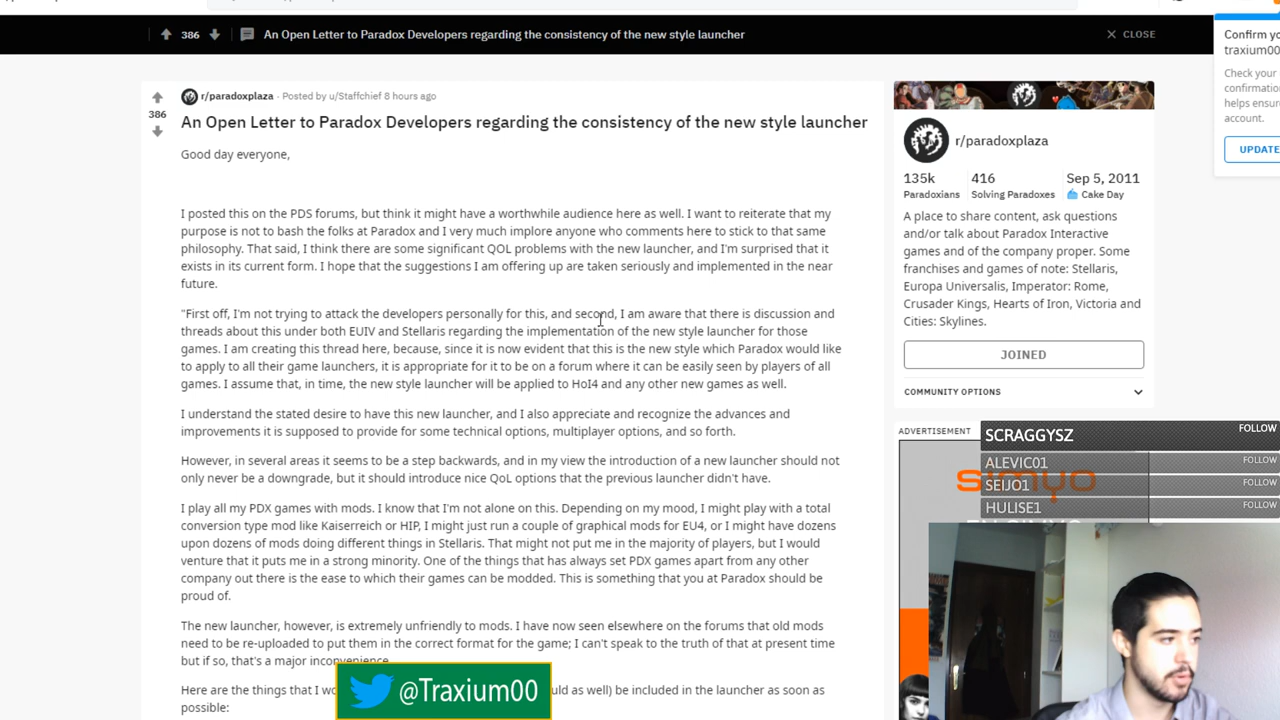 386
An Open Letter to Paradox Developers regarding the consistency of the new style launcher
CLOSE
386
r/paradoxplaza · Posted by u/Staffchief 8 hours ago
An Open Letter to Paradox Developers regarding the consistency of the new style launcher
Good day everyone,
I posted this on the PDS forums, but think it might have a worthwhile audience here as well. I want to reiterate that my
purpose is not to bash the folks at Paradox and I very much implore anyone who comments here to stick to that same
philosophy. That said, I think there are some significant QOL problems with the new launcher, and I'm surprised that it
exists in its current form. I hope that the suggestions I am offering up are taken seriously and implemented in the near
future.
"First off, I'm not trying to attack the developers personally for this, and second, I am aware that there is discussion and
threads about this under both EUIV and Stellaris regarding the implementation of the new style launcher for those
games. I am creating this thread here, because, since it is now evident that this is the new style which Paradox would like
to apply to all their game launchers, it is appropriate for it to be on a forum where it can be easily seen by players of all
games. I assume that, in time, the new style launcher will be applied to HoI4 and any other new games as well.
I understand the stated desire to have this new launcher, and I also appreciate and recognize the advances and
improvements it is supposed to provide for some technical options, multiplayer options, and so forth.
However, in several areas it seems to be a step backwards, and in my view the introduction of a new launcher should not
only never be a downgrade, but it should introduce nice QoL options that the previous launcher didn't have.
I play all my PDX games with mods. I know that I'm not alone on this. Depending on my mood, I might play with a total
conversion type mod like Kaiserreich or HIP, I might just run a couple of graphical mods for EU4, or I might have dozens
upon dozens of mods doing different things in Stellaris. That might not put me in the majority of players, but I would
venture that it puts me in a strong minority. One of the things that has always set PDX games apart from any other
company out there is the ease to which their games can be modded. This is something that you at Paradox should be
proud of.
The new launcher, however, is extremely unfriendly to mods. I have now seen elsewhere on the forums that old mods
need to be re-uploaded to put them in the correct format for the game; I can't speak to the truth of that at present time
but if so, that's a major inconvenience.
Here are the things that I wo
uld as well) be included in the launcher as soon as
possible:
@Traxium00
r/paradoxplaza
135k
Paradoxians
416
Solving Paradoxes
Sep 5, 2011
Cake Day
A place to share content, ask questions
and/or talk about Paradox Interactive
games and of the company proper. Some
franchises and games of note: Stellaris,
Europa Universalis, Imperator: Rome,
Crusader Kings, Hearts of Iron, Victoria and
Cities: Skylines.
JOINED
COMMUNITY OPTIONS
ADVERTISEMENT
simyo
SCRAGGYSZ FOLLOW
ALEVIC01 FOLLOW
SEIJO1 FOLLOW
HULISE1 FOLLOW
Confirm yo
traxium00
Check your
confirmatio
helps ensur
account.
UPDATE